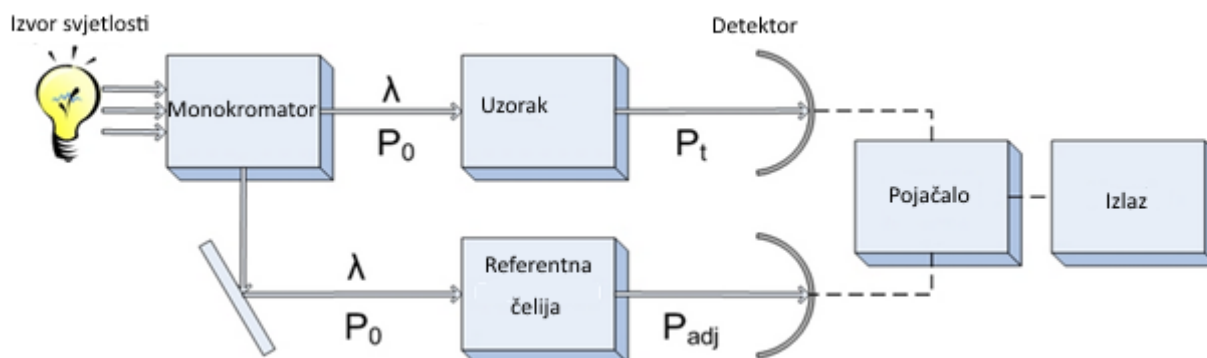 Izvor svjetlosti
Detektor
Monokromator
λ
P0
Uzorak
Pt
Pojačalo
Izlaz
λ
P0
Referentna
čelija
Padj